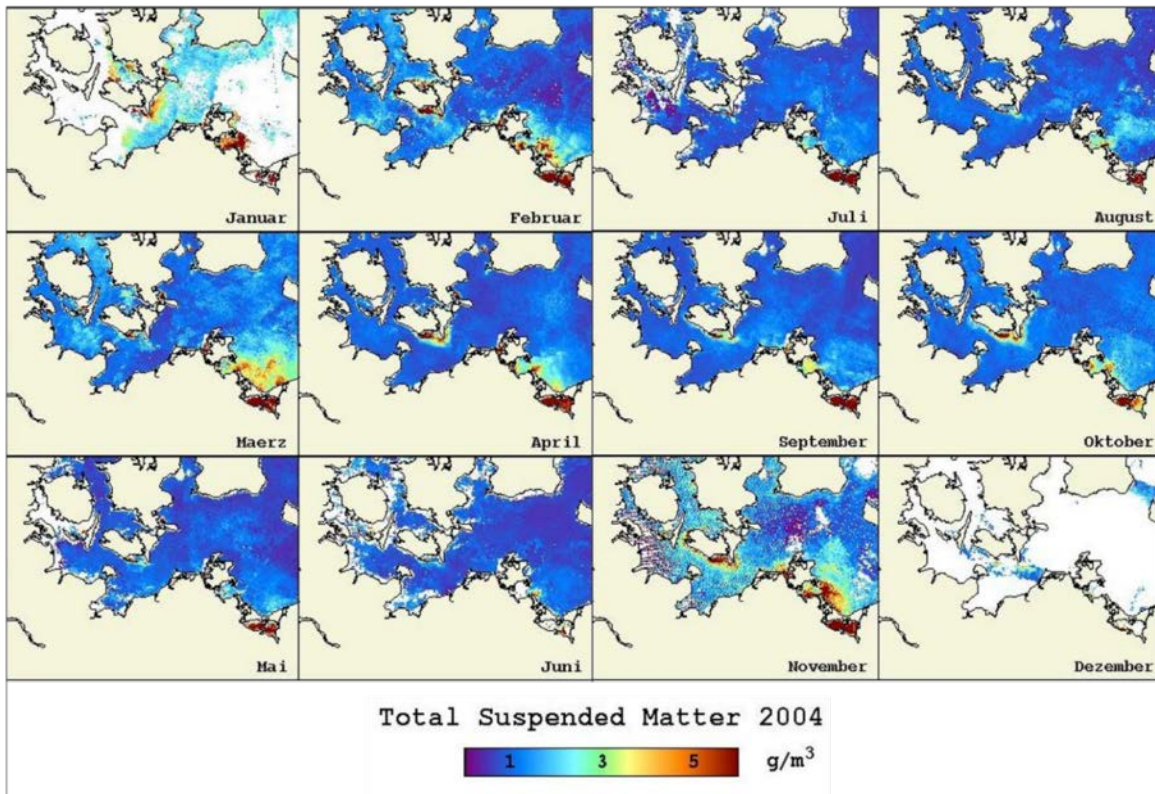 Januar
Februar
Juli
August
Maerz
April
September
Oktober
Mai
Juni
November
Dezember
Total Suspended Matter 2004
1 3 5 g/m³